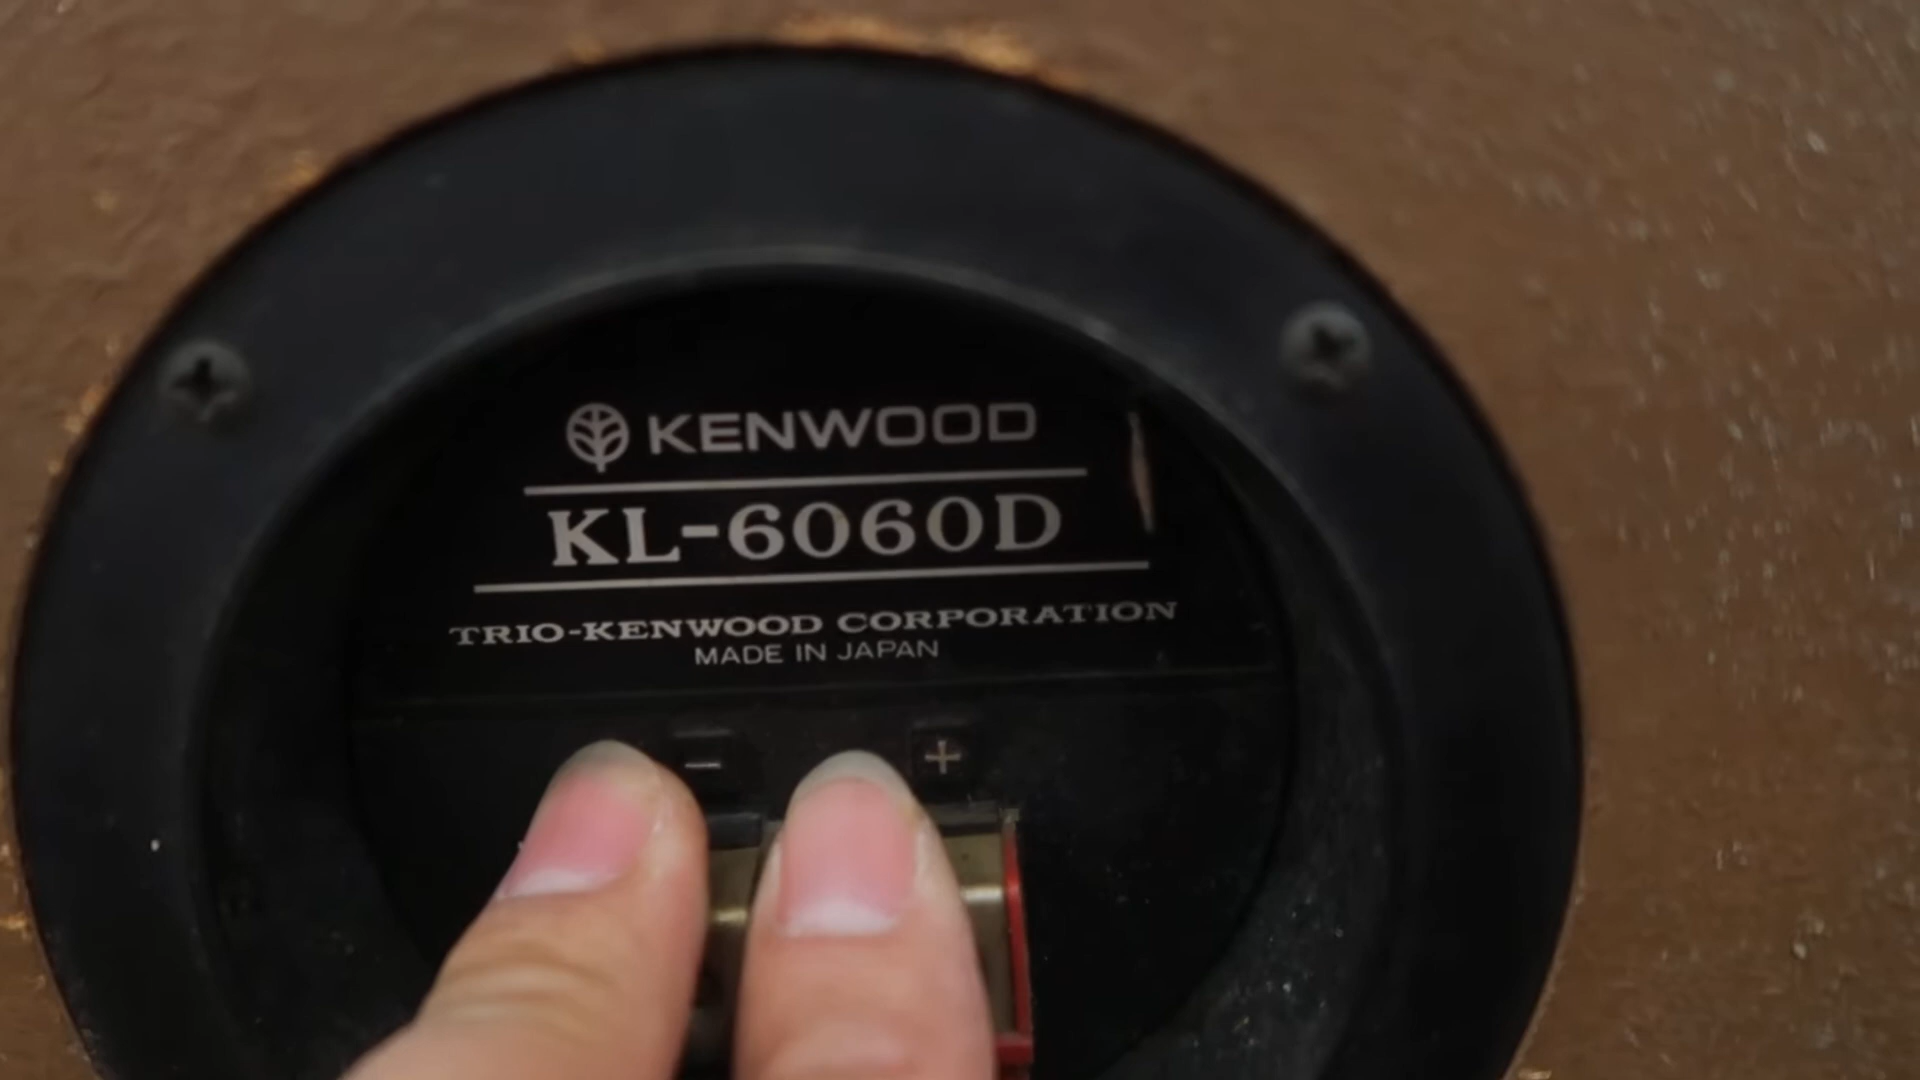 KENWOOD
KL-6060D
TRIO-KENWOOD CORPORATION
MADE IN JAPAN
- +